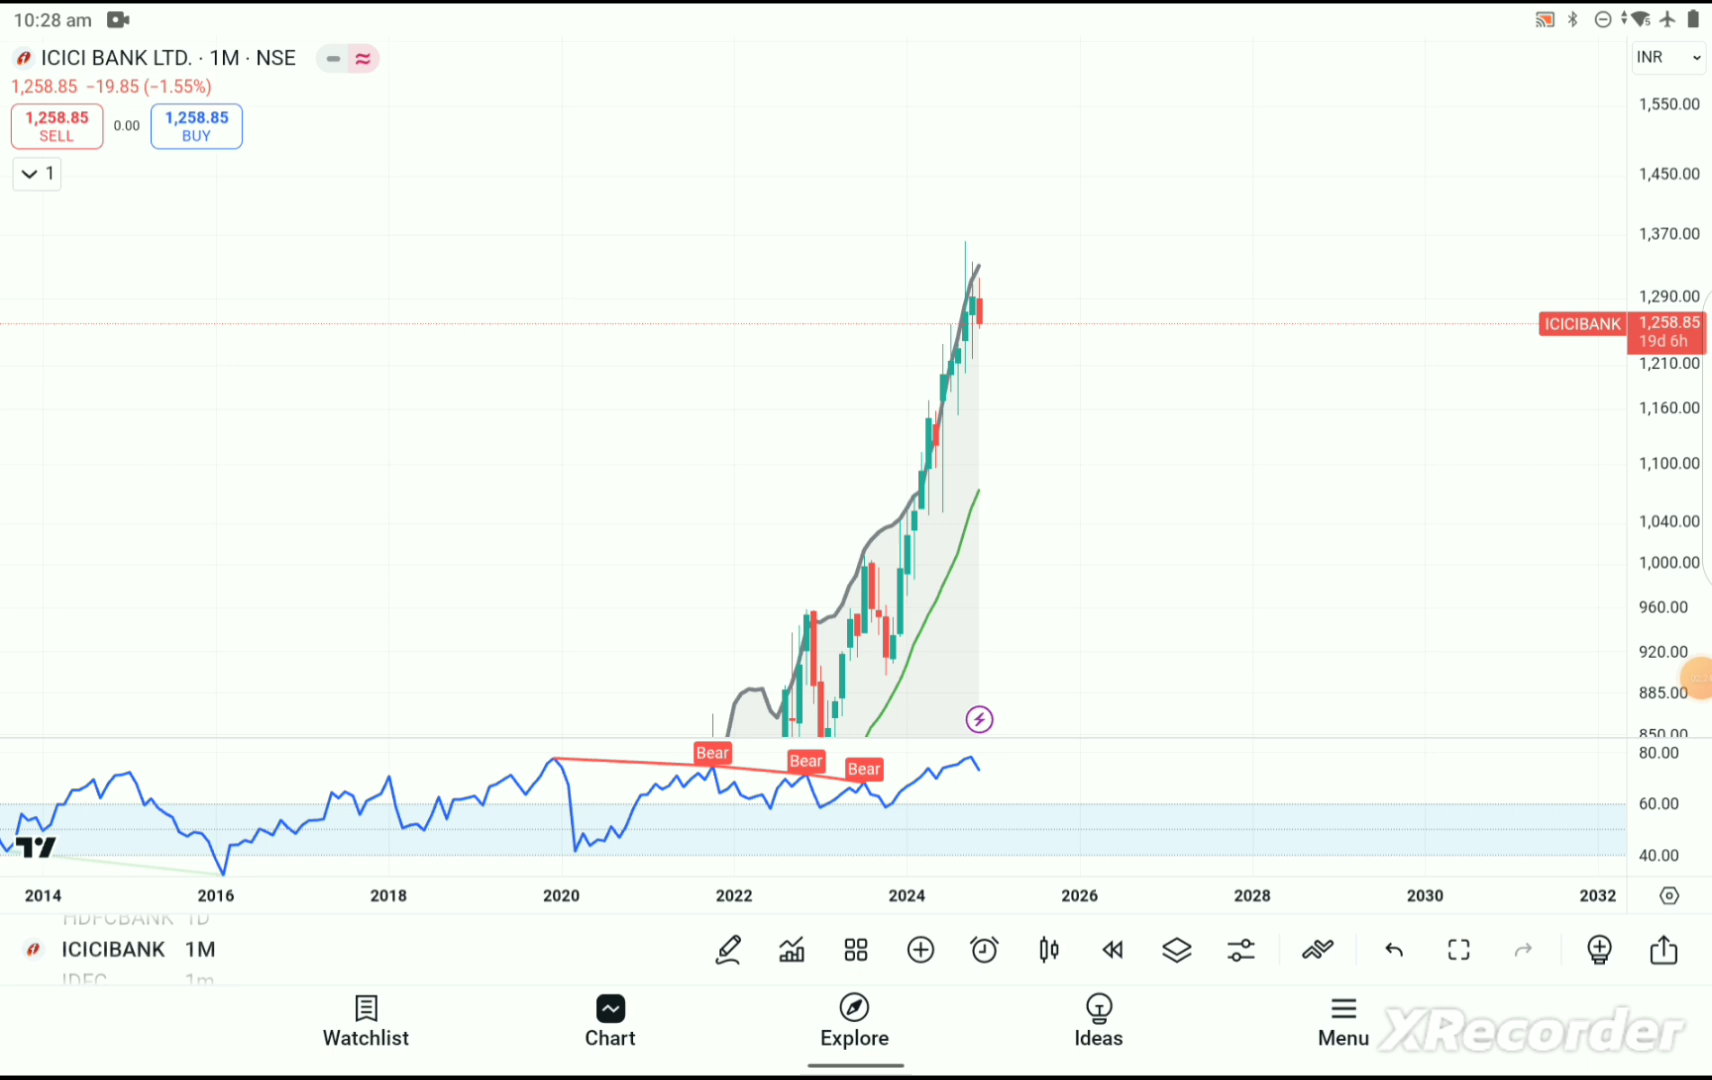 10:28 am
ICICI BANK LTD. · 1M · NSE
INR
1,258.85 −19.85 (−1.55%)
1,258.85
SELL
0.00
1,258.85
BUY
1
1,550.00
1,450.00
1,370.00
1,290.00
ICICIBANK
1,258.85
19d 6h
1,210.00
1,160.00
1,100.00
1,040.00
1,000.00
960.00
920.00
885.00
850.00
80.00
60.00
40.00
Bear
Bear
Bear
2014 2016 2018 2020 2022 2024 2026 2028 2030 2032
HDFCBANK 1D
ICICIBANK 1M
IDFC 1m
Watchlist
Chart
Explore
Ideas
Menu
XRecorder